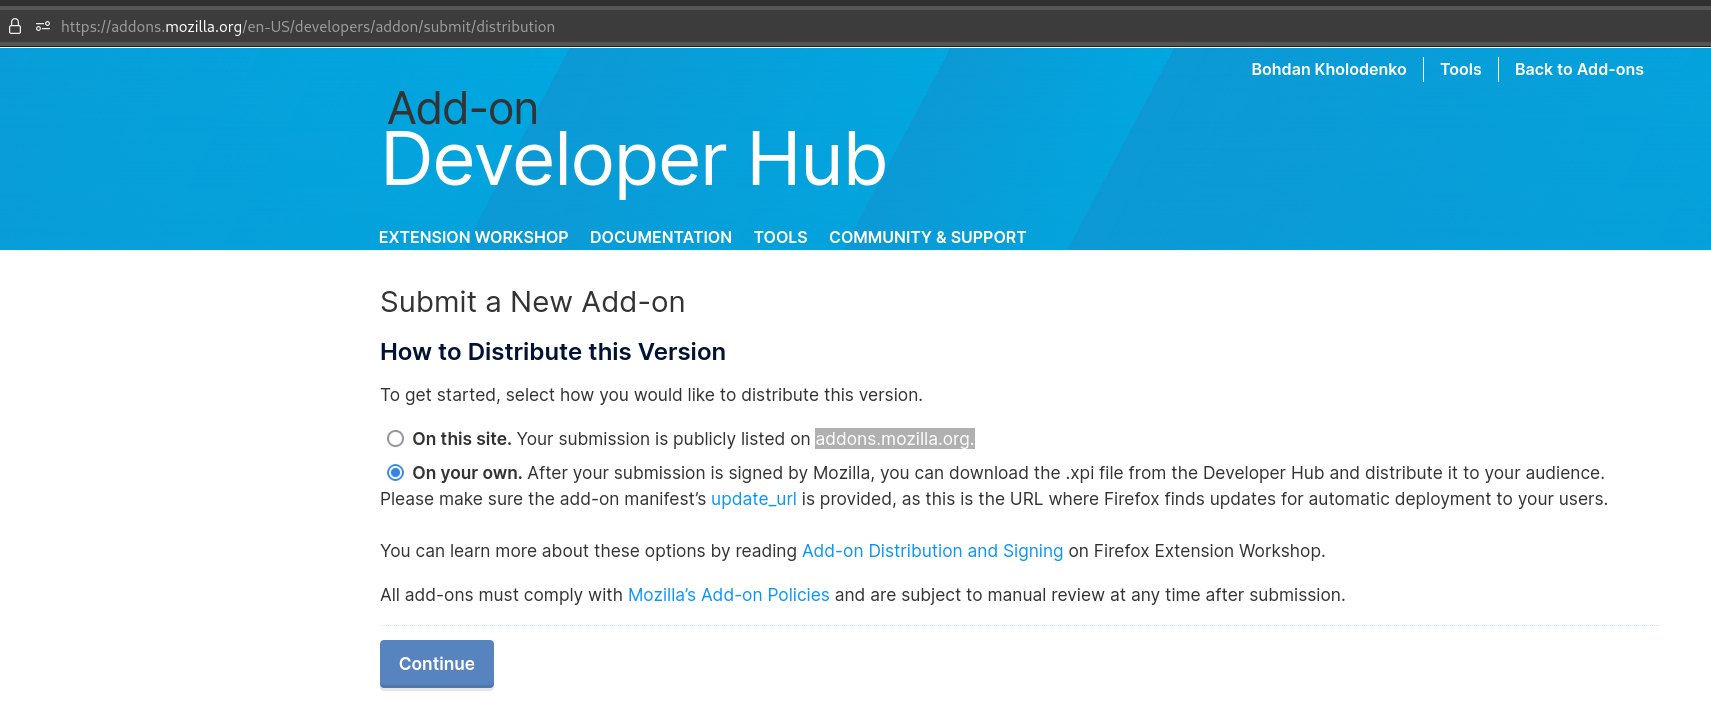 https://addons.mozilla.org/en-US/developers/addon/submit/distribution
Bohdan Kholodenko Tools Back to Add-ons
Add-on
Developer Hub
EXTENSION WORKSHOP DOCUMENTATION TOOLS COMMUNITY & SUPPORT
Submit a New Add-on
How to Distribute this Version
To get started, select how you would like to distribute this version.
On this site. Your submission is publicly listed on addons.mozilla.org.
On your own. After your submission is signed by Mozilla, you can download the .xpi file from the Developer Hub and distribute it to your audience.
Please make sure the add-on manifest’s update_url is provided, as this is the URL where Firefox finds updates for automatic deployment to your users.
You can learn more about these options by reading Add-on Distribution and Signing on Firefox Extension Workshop.
All add-ons must comply with Mozilla’s Add-on Policies and are subject to manual review at any time after submission.
Continue